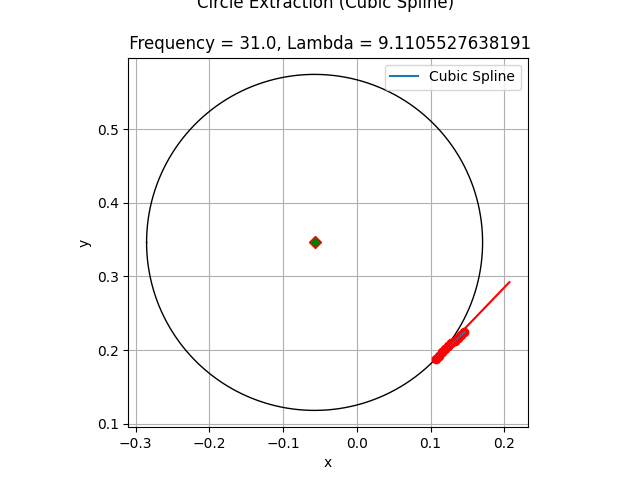 Circle Extraction (Cubic Spline)
Frequency = 31.0, Lambda = 9.1105527638191
Cubic Spline
y
0.5
0.4
0.3
0.2
0.1
−0.3 −0.2 −0.1 0.0 0.1 0.2
x